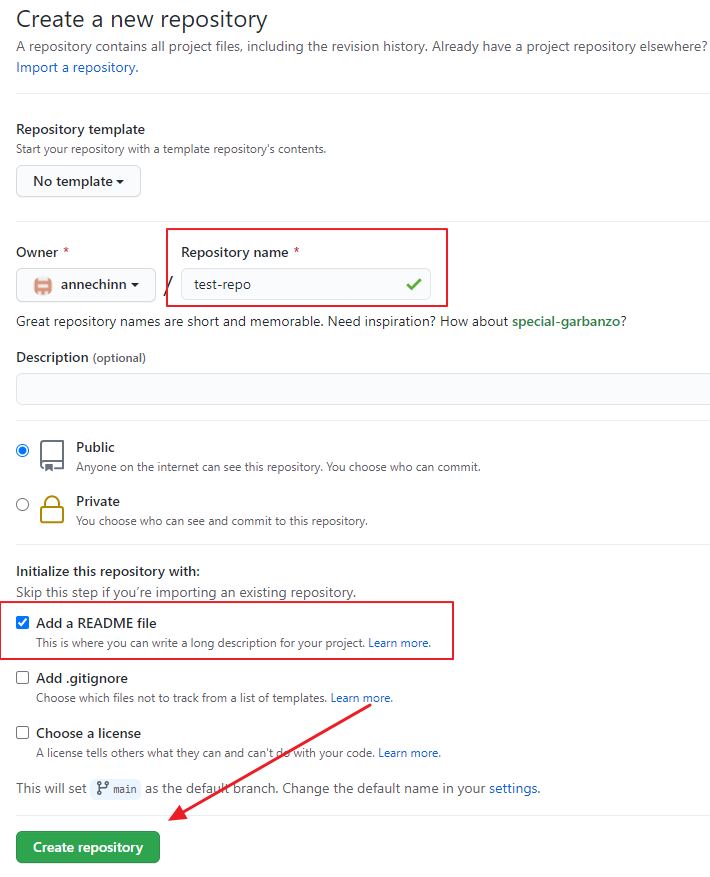 Create a new repository
A repository contains all project files, including the revision history. Already have a project repository elsewhere?
Import a repository.
Repository template
Start your repository with a template repository's contents.
No template
Owner * Repository name *
annechinn / test-repo
Great repository names are short and memorable. Need inspiration? How about special-garbanzo?
Description (optional)
Public
Anyone on the internet can see this repository. You choose who can commit.
Private
You choose who can see and commit to this repository.
Initialize this repository with:
Skip this step if you're importing an existing repository.
Add a README file
This is where you can write a long description for your project. Learn more.
Add .gitignore
Choose which files not to track from a list of templates. Learn more.
Choose a license
A license tells others what they can and can't do with your code. Learn more.
This will set main as the default branch. Change the default name in your settings.
Create repository